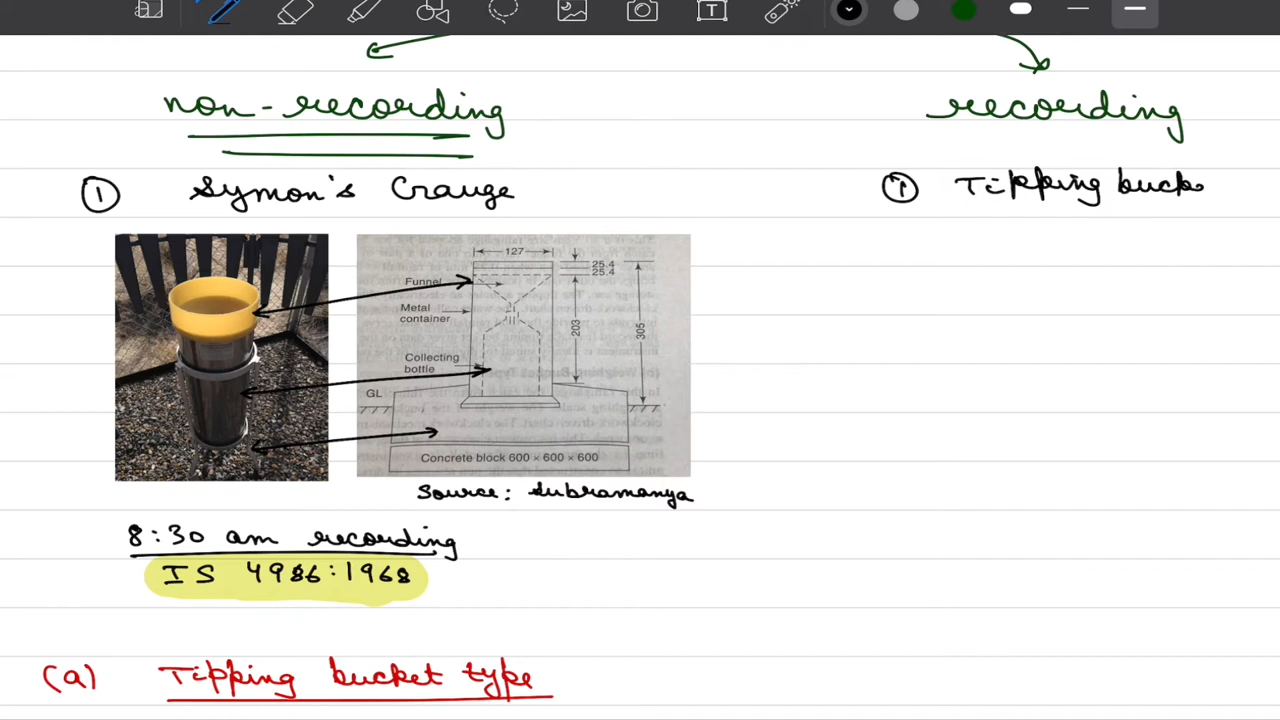 non-recording
recording
① Symon's Gauge
① Tipping bucke
127
25.4
25.4
Funnel
Metal
container
203
305
Collecting
bottle
GL
Concrete block 600 × 600 × 600
Source: Subramanya
8:30 am recording
IS 4986:1968
(a) Tipping bucket type